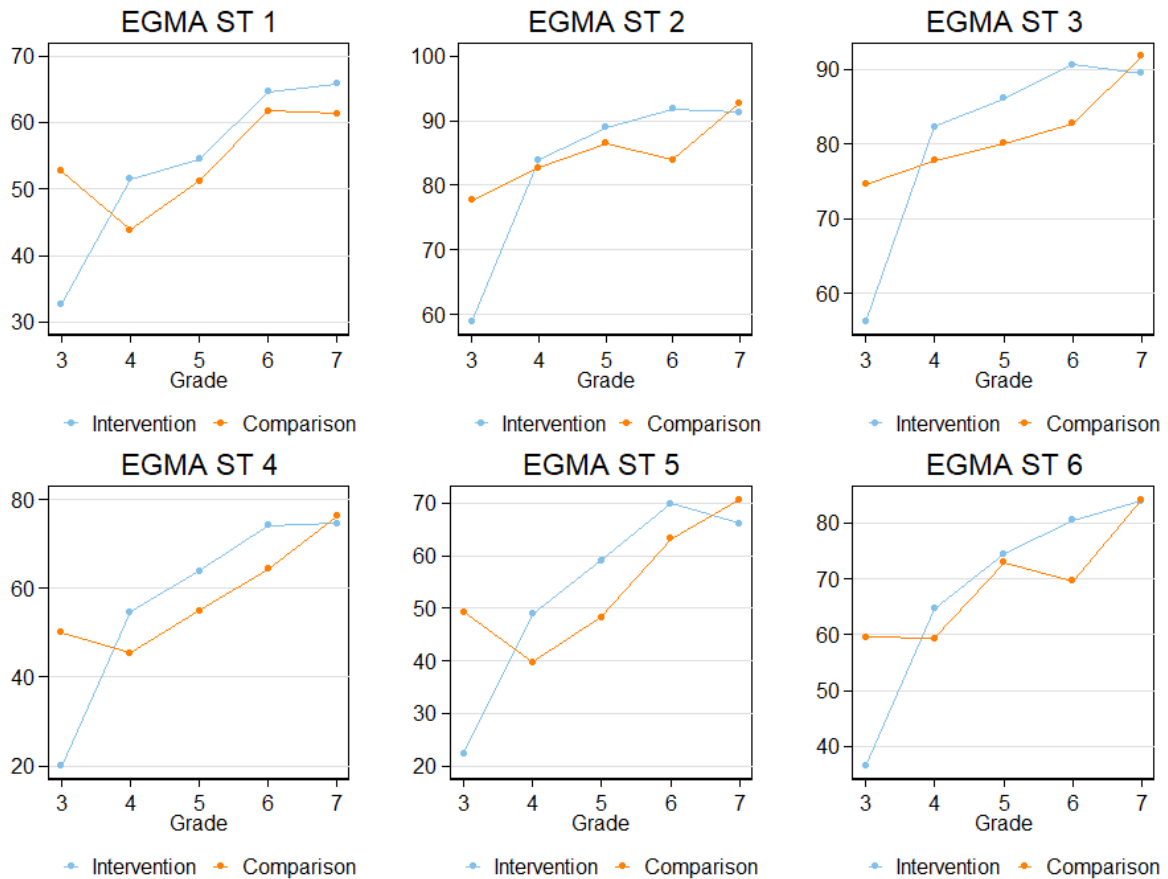 EGMA ST 1
70
60
50
40
30
3 4 5 6 7
Grade
Intervention Comparison
EGMA ST 2
100
90
80
70
60
3 4 5 6 7
Grade
Intervention Comparison
EGMA ST 3
90
80
70
60
3 4 5 6 7
Grade
Intervention Comparison
EGMA ST 4
80
60
40
20
3 4 5 6 7
Grade
Intervention Comparison
EGMA ST 5
70
60
50
40
30
20
3 4 5 6 7
Grade
Intervention Comparison
EGMA ST 6
80
70
60
50
40
3 4 5 6 7
Grade
Intervention Comparison